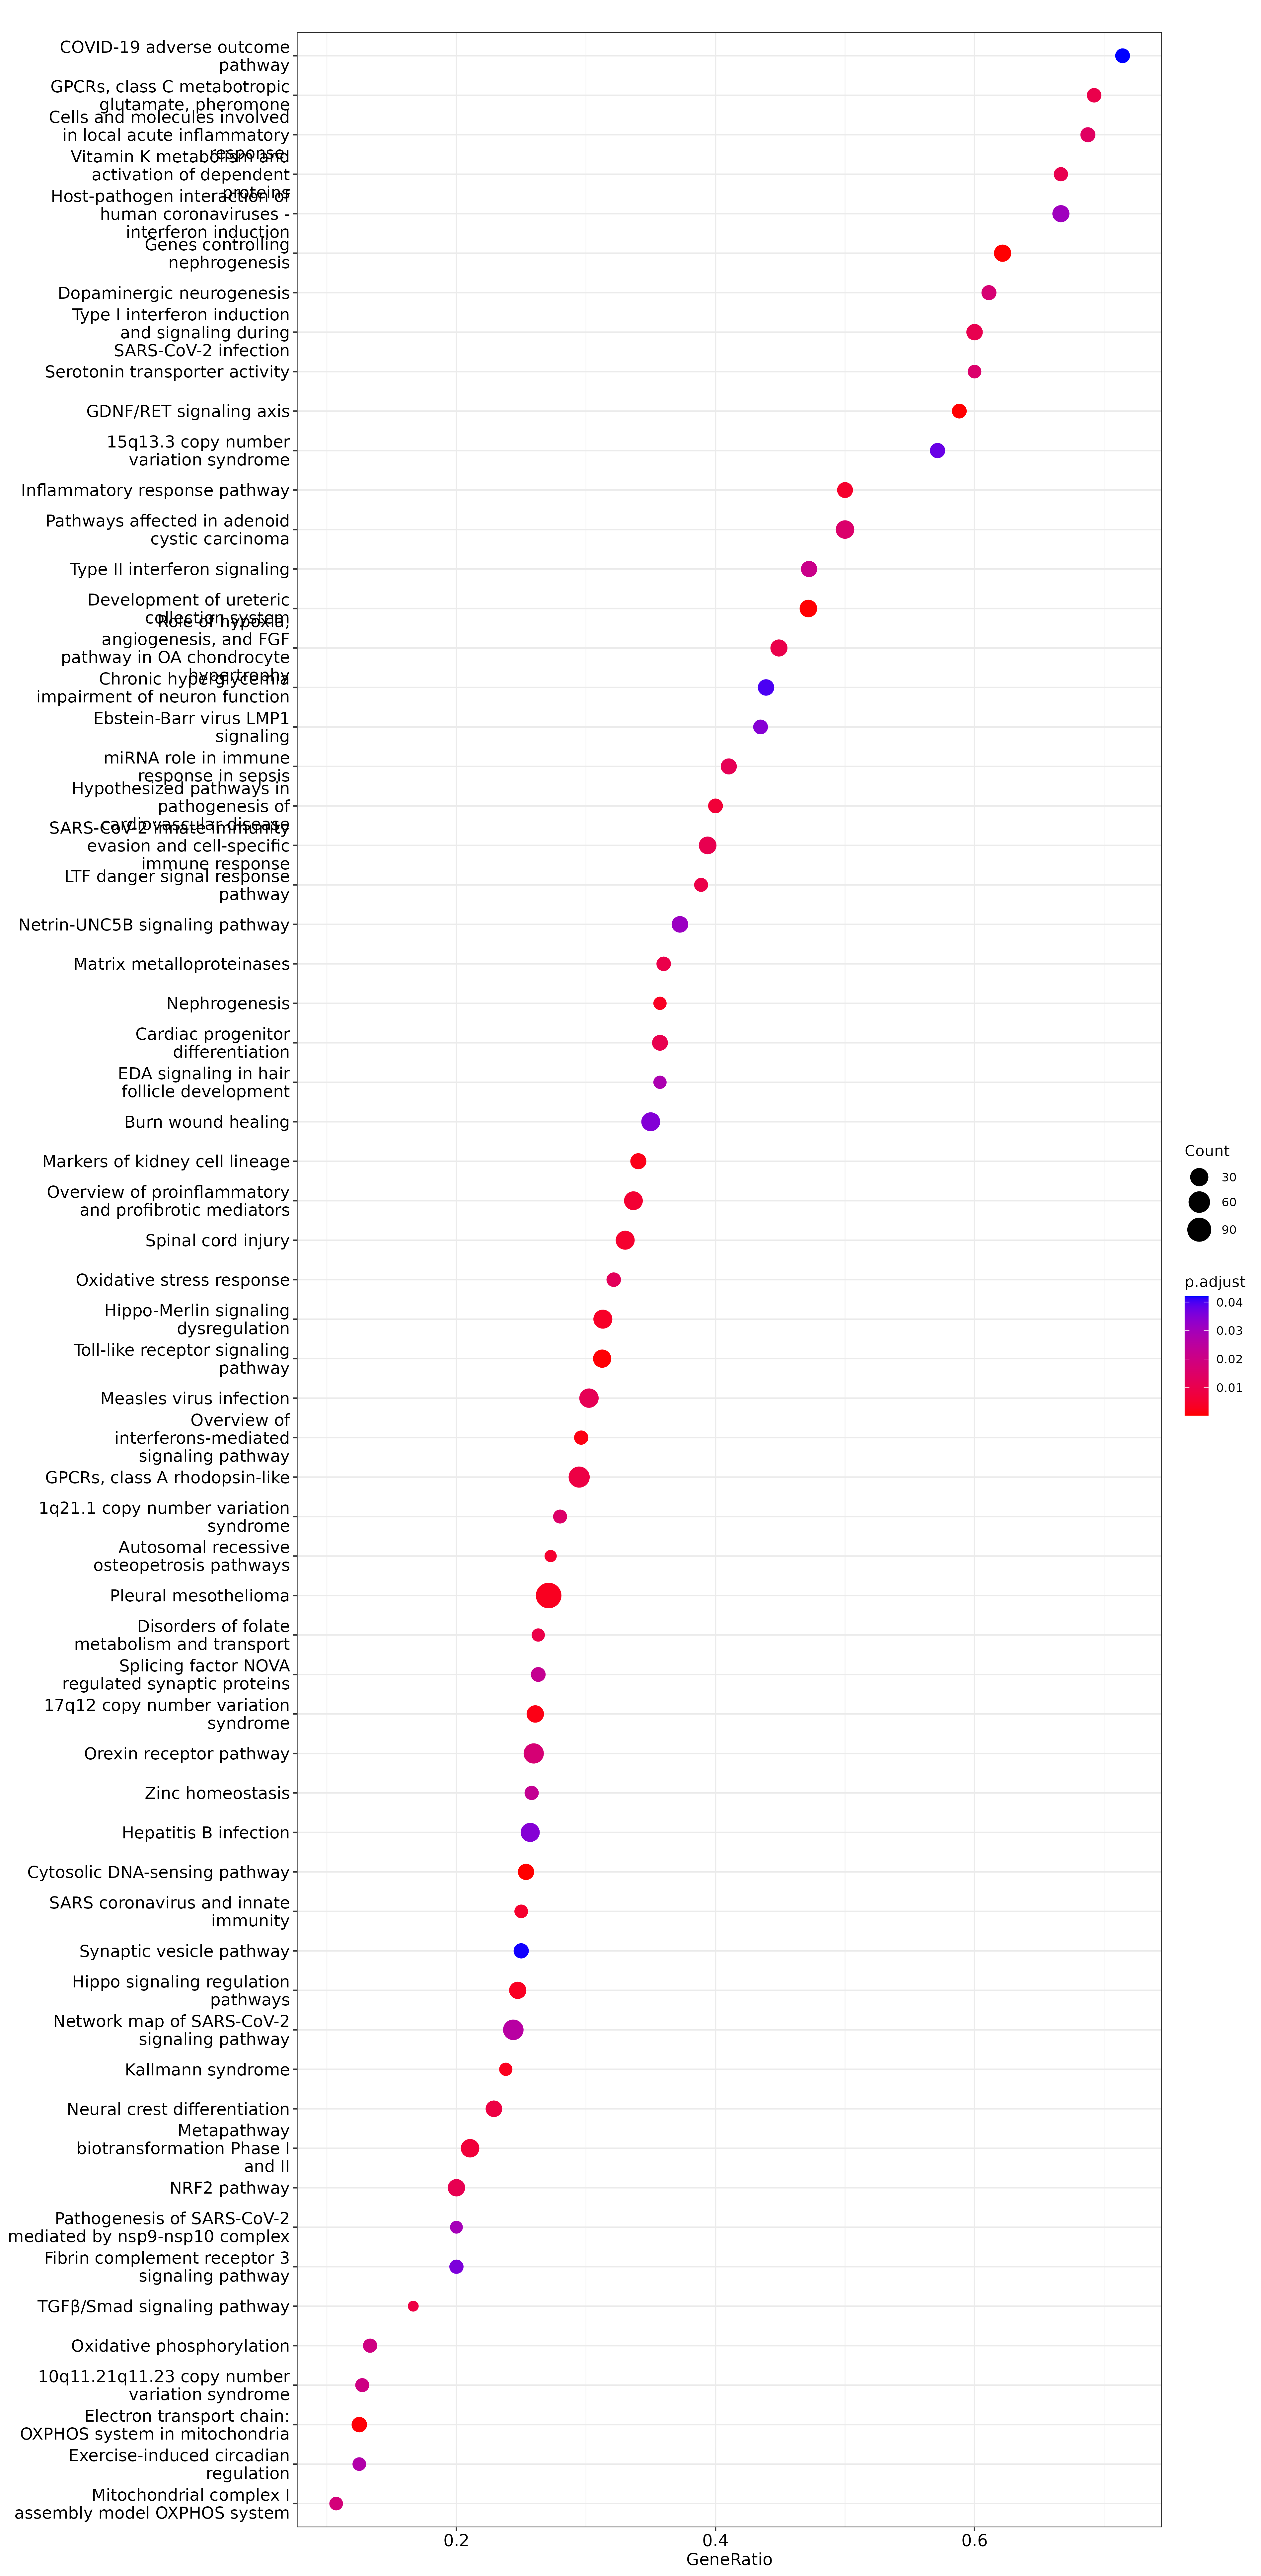 COVID-19 adverse outcome
pathway
GPCRs, class C metabotropic
glutamate, pheromone
Cells and molecules involved
in local acute inflammatory
response
Vitamin K metabolism and
activation of dependent
proteins
Host-pathogen interaction of
human coronaviruses -
interferon induction
Genes controlling
nephrogenesis
Dopaminergic neurogenesis
Type I interferon induction
and signaling during
SARS-CoV-2 infection
Serotonin transporter activity
GDNF/RET signaling axis
15q13.3 copy number
variation syndrome
Inflammatory response pathway
Pathways affected in adenoid
cystic carcinoma
Type II interferon signaling
Development of ureteric
collection system
Role of hypoxia,
angiogenesis, and FGF
pathway in OA chondrocyte
hypertrophy
Chronic hyperglycemia
impairment of neuron function
Ebstein-Barr virus LMP1
signaling
miRNA role in immune
response in sepsis
Hypothesized pathways in
pathogenesis of
cardiovascular disease
SARS-CoV-2 innate immunity
evasion and cell-specific
immune response
LTF danger signal response
pathway
Netrin-UNC5B signaling pathway
Matrix metalloproteinases
Nephrogenesis
Cardiac progenitor
differentiation
EDA signaling in hair
follicle development
Burn wound healing
Markers of kidney cell lineage
Overview of proinflammatory
and profibrotic mediators
Spinal cord injury
Oxidative stress response
Hippo-Merlin signaling
dysregulation
Toll-like receptor signaling
pathway
Measles virus infection
Overview of
interferons-mediated
signaling pathway
GPCRs, class A rhodopsin-like
1q21.1 copy number variation
syndrome
Autosomal recessive
osteopetrosis pathways
Pleural mesothelioma
Disorders of folate
metabolism and transport
Splicing factor NOVA
regulated synaptic proteins
17q12 copy number variation
syndrome
Orexin receptor pathway
Zinc homeostasis
Hepatitis B infection
Cytosolic DNA-sensing pathway
SARS coronavirus and innate
immunity
Synaptic vesicle pathway
Hippo signaling regulation
pathways
Network map of SARS-CoV-2
signaling pathway
Kallmann syndrome
Neural crest differentiation
Metapathway
biotransformation Phase I
and II
NRF2 pathway
Pathogenesis of SARS-CoV-2
mediated by nsp9-nsp10 complex
Fibrin complement receptor 3
signaling pathway
TGFβ/Smad signaling pathway
Oxidative phosphorylation
10q11.21q11.23 copy number
variation syndrome
Electron transport chain:
OXPHOS system in mitochondria
Exercise-induced circadian
regulation
Mitochondrial complex I
assembly model OXPHOS system
0.2
0.4
0.6
GeneRatio
Count
30
60
90
p.adjust
0.04
0.03
0.02
0.01